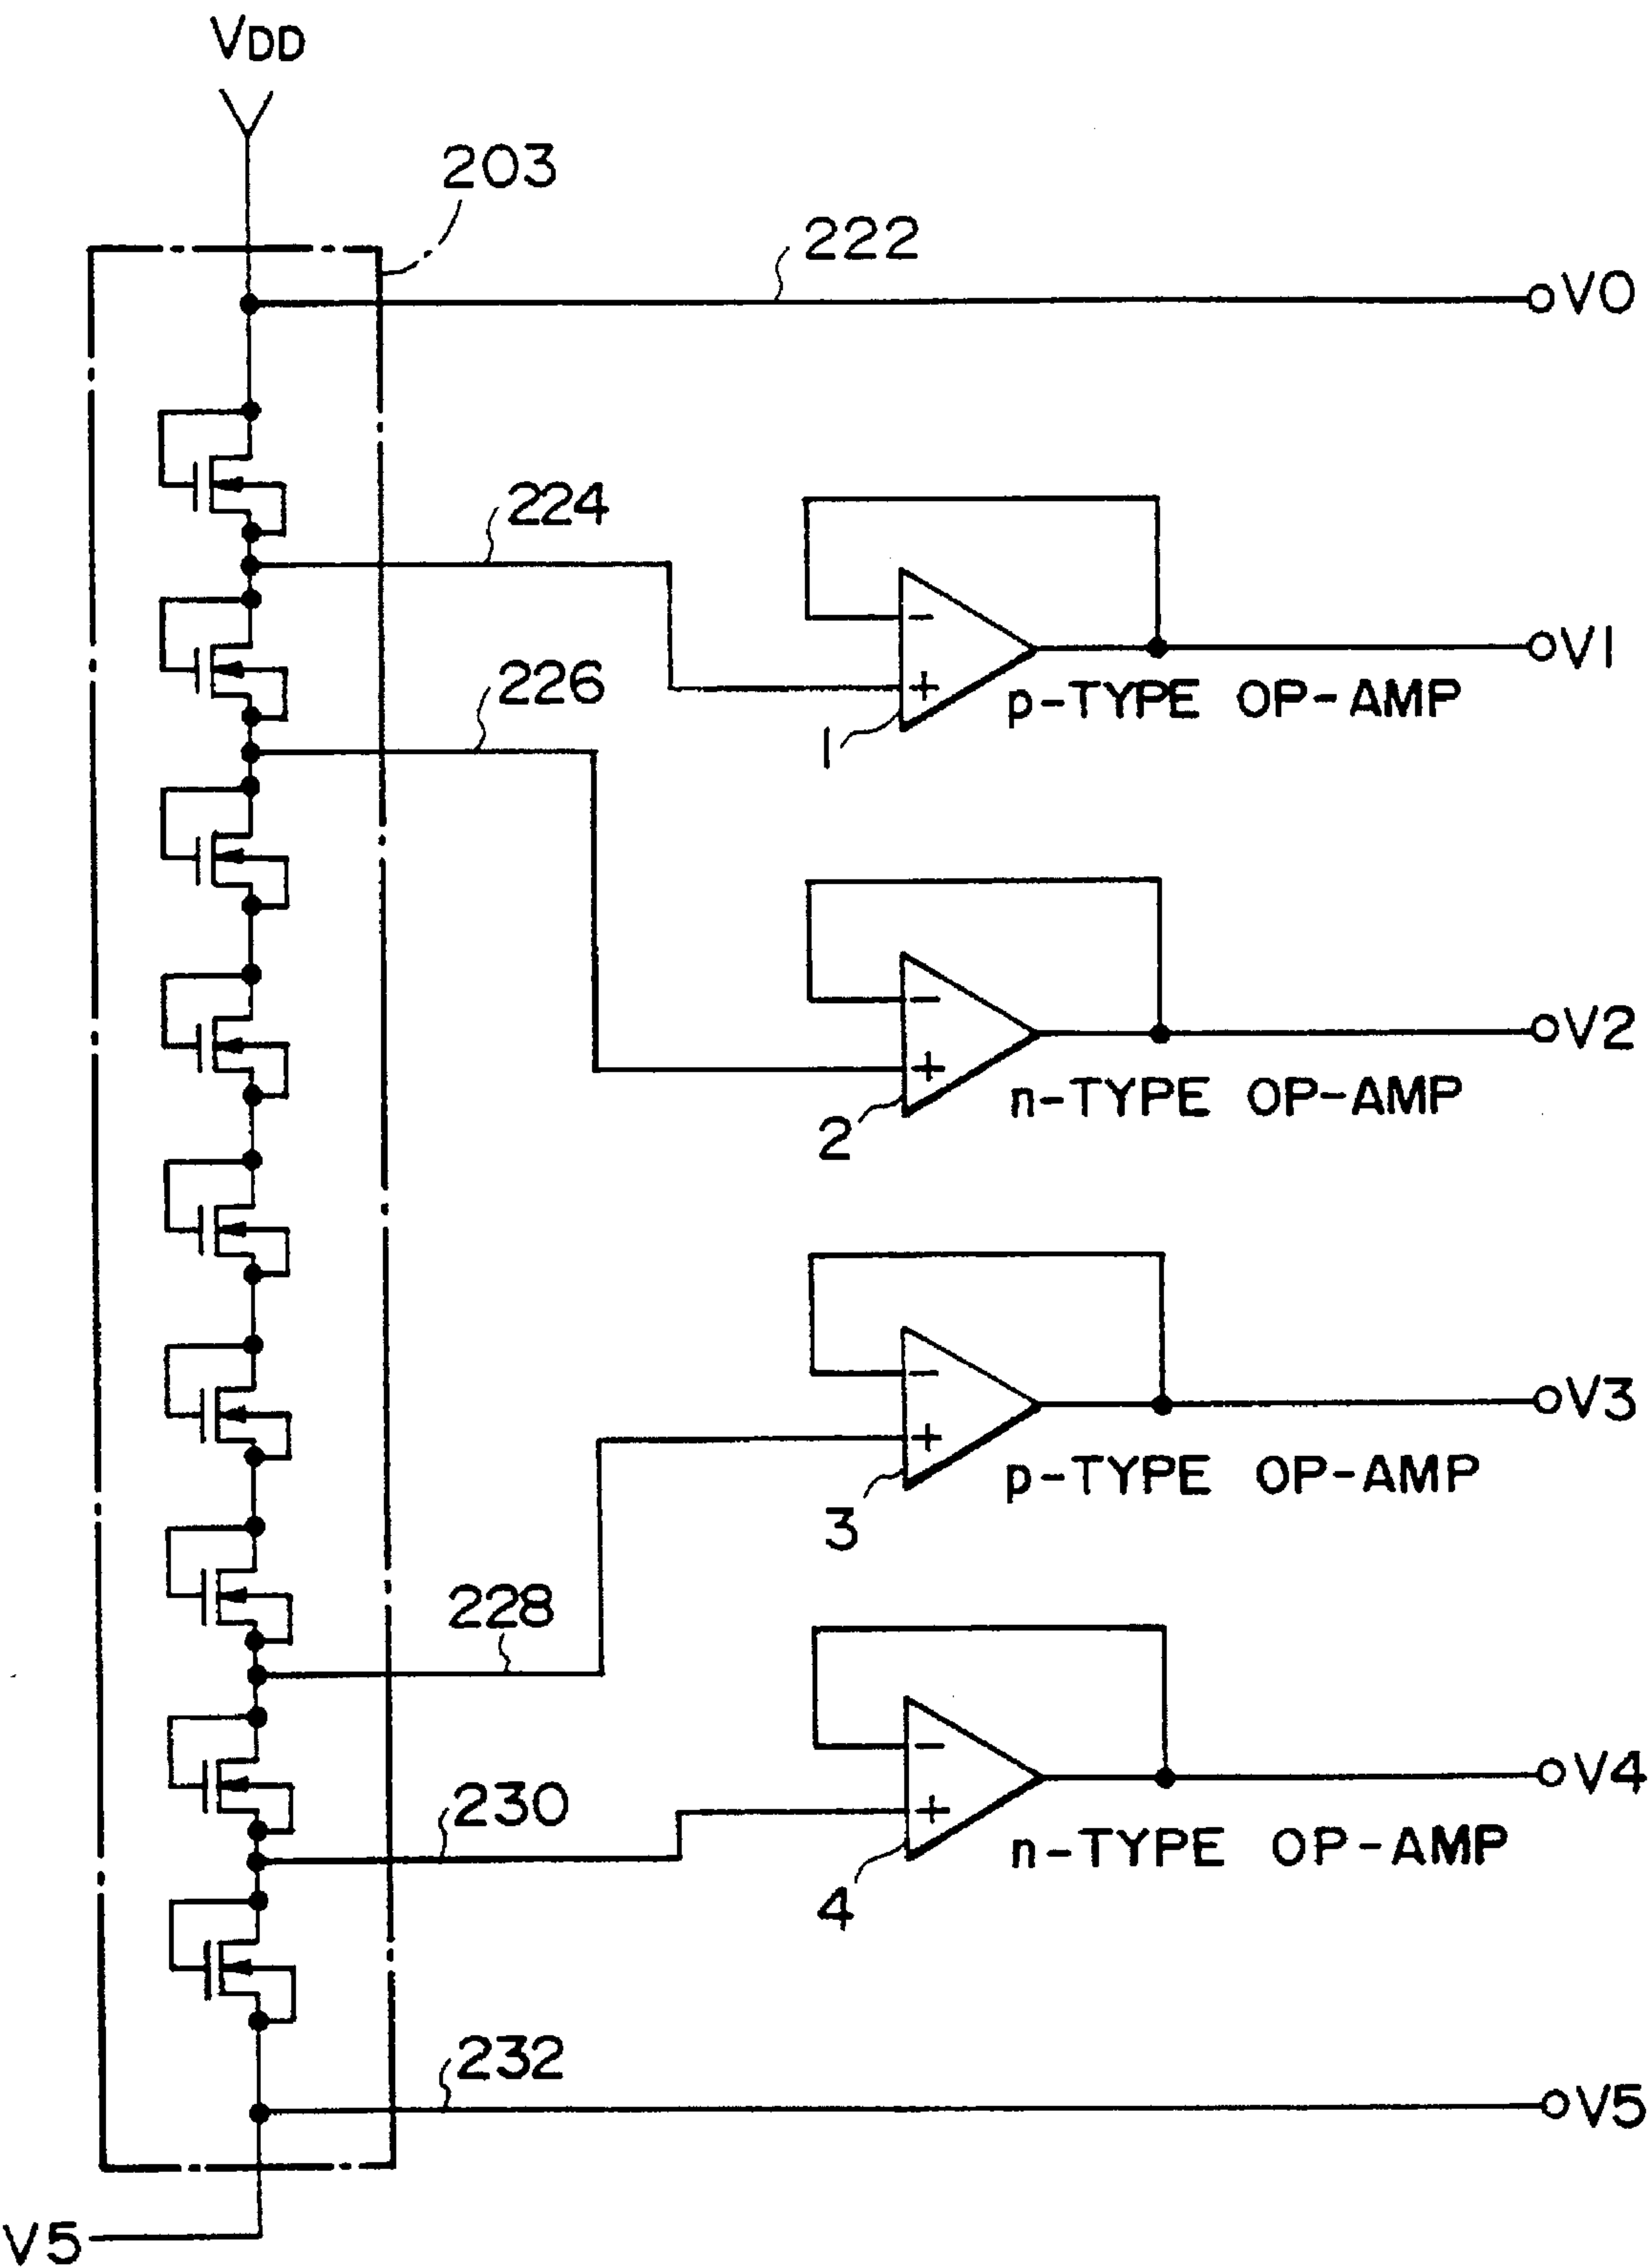 VDD
203
222
V0
224
−
V1
226
+
p-TYPE OP-AMP
1
−
V2
+
n-TYPE OP-AMP
2
−
V3
+
p-TYPE OP-AMP
3
228
−
V4
230
+
n-TYPE OP-AMP
4
232
V5
V5